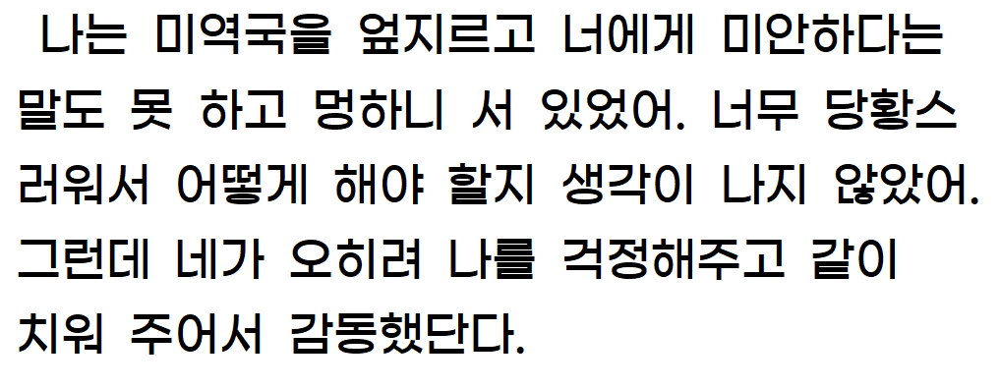 나는 미역국을 엎지르고 너에게 미안하다는
말도 못 하고 멍하니 서 있었어. 너무 당황스
러워서 어떻게 해야 할지 생각이 나지 않았어.
그런데 네가 오히려 나를 걱정해주고 같이
치워 주어서 감동했단다.